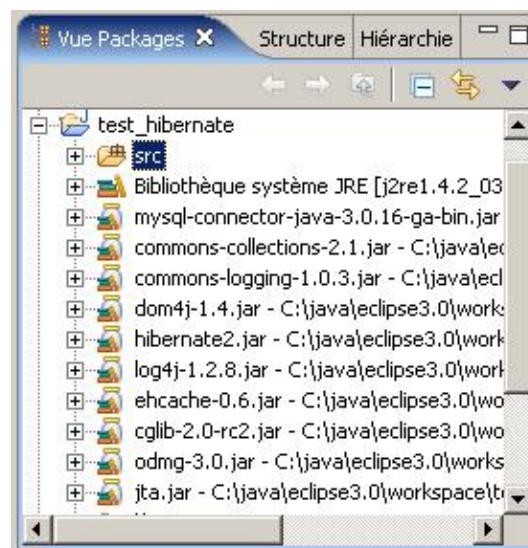 Vue Packages Structure Hiérarchie
test_hibernate
src
Bibliothèque système JRE [j2re1.4.2_03
mysql-connector-java-3.0.16-ga-bin.jar
commons-collections-2.1.jar - C:\java\ec
commons-logging-1.0.3.jar - C:\java\ecl
dom4j-1.4.jar - C:\java\eclipse3.0\works
hibernate2.jar - C:\java\eclipse3.0\work
log4j-1.2.8.jar - C:\java\eclipse3.0\work
ehcache-0.6.jar - C:\java\eclipse3.0\wo
cglib-2.0-rc2.jar - C:\java\eclipse3.0\wo
odmg-3.0.jar - C:\java\eclipse3.0\works
jta.jar - C:\java\eclipse3.0\workspace\t